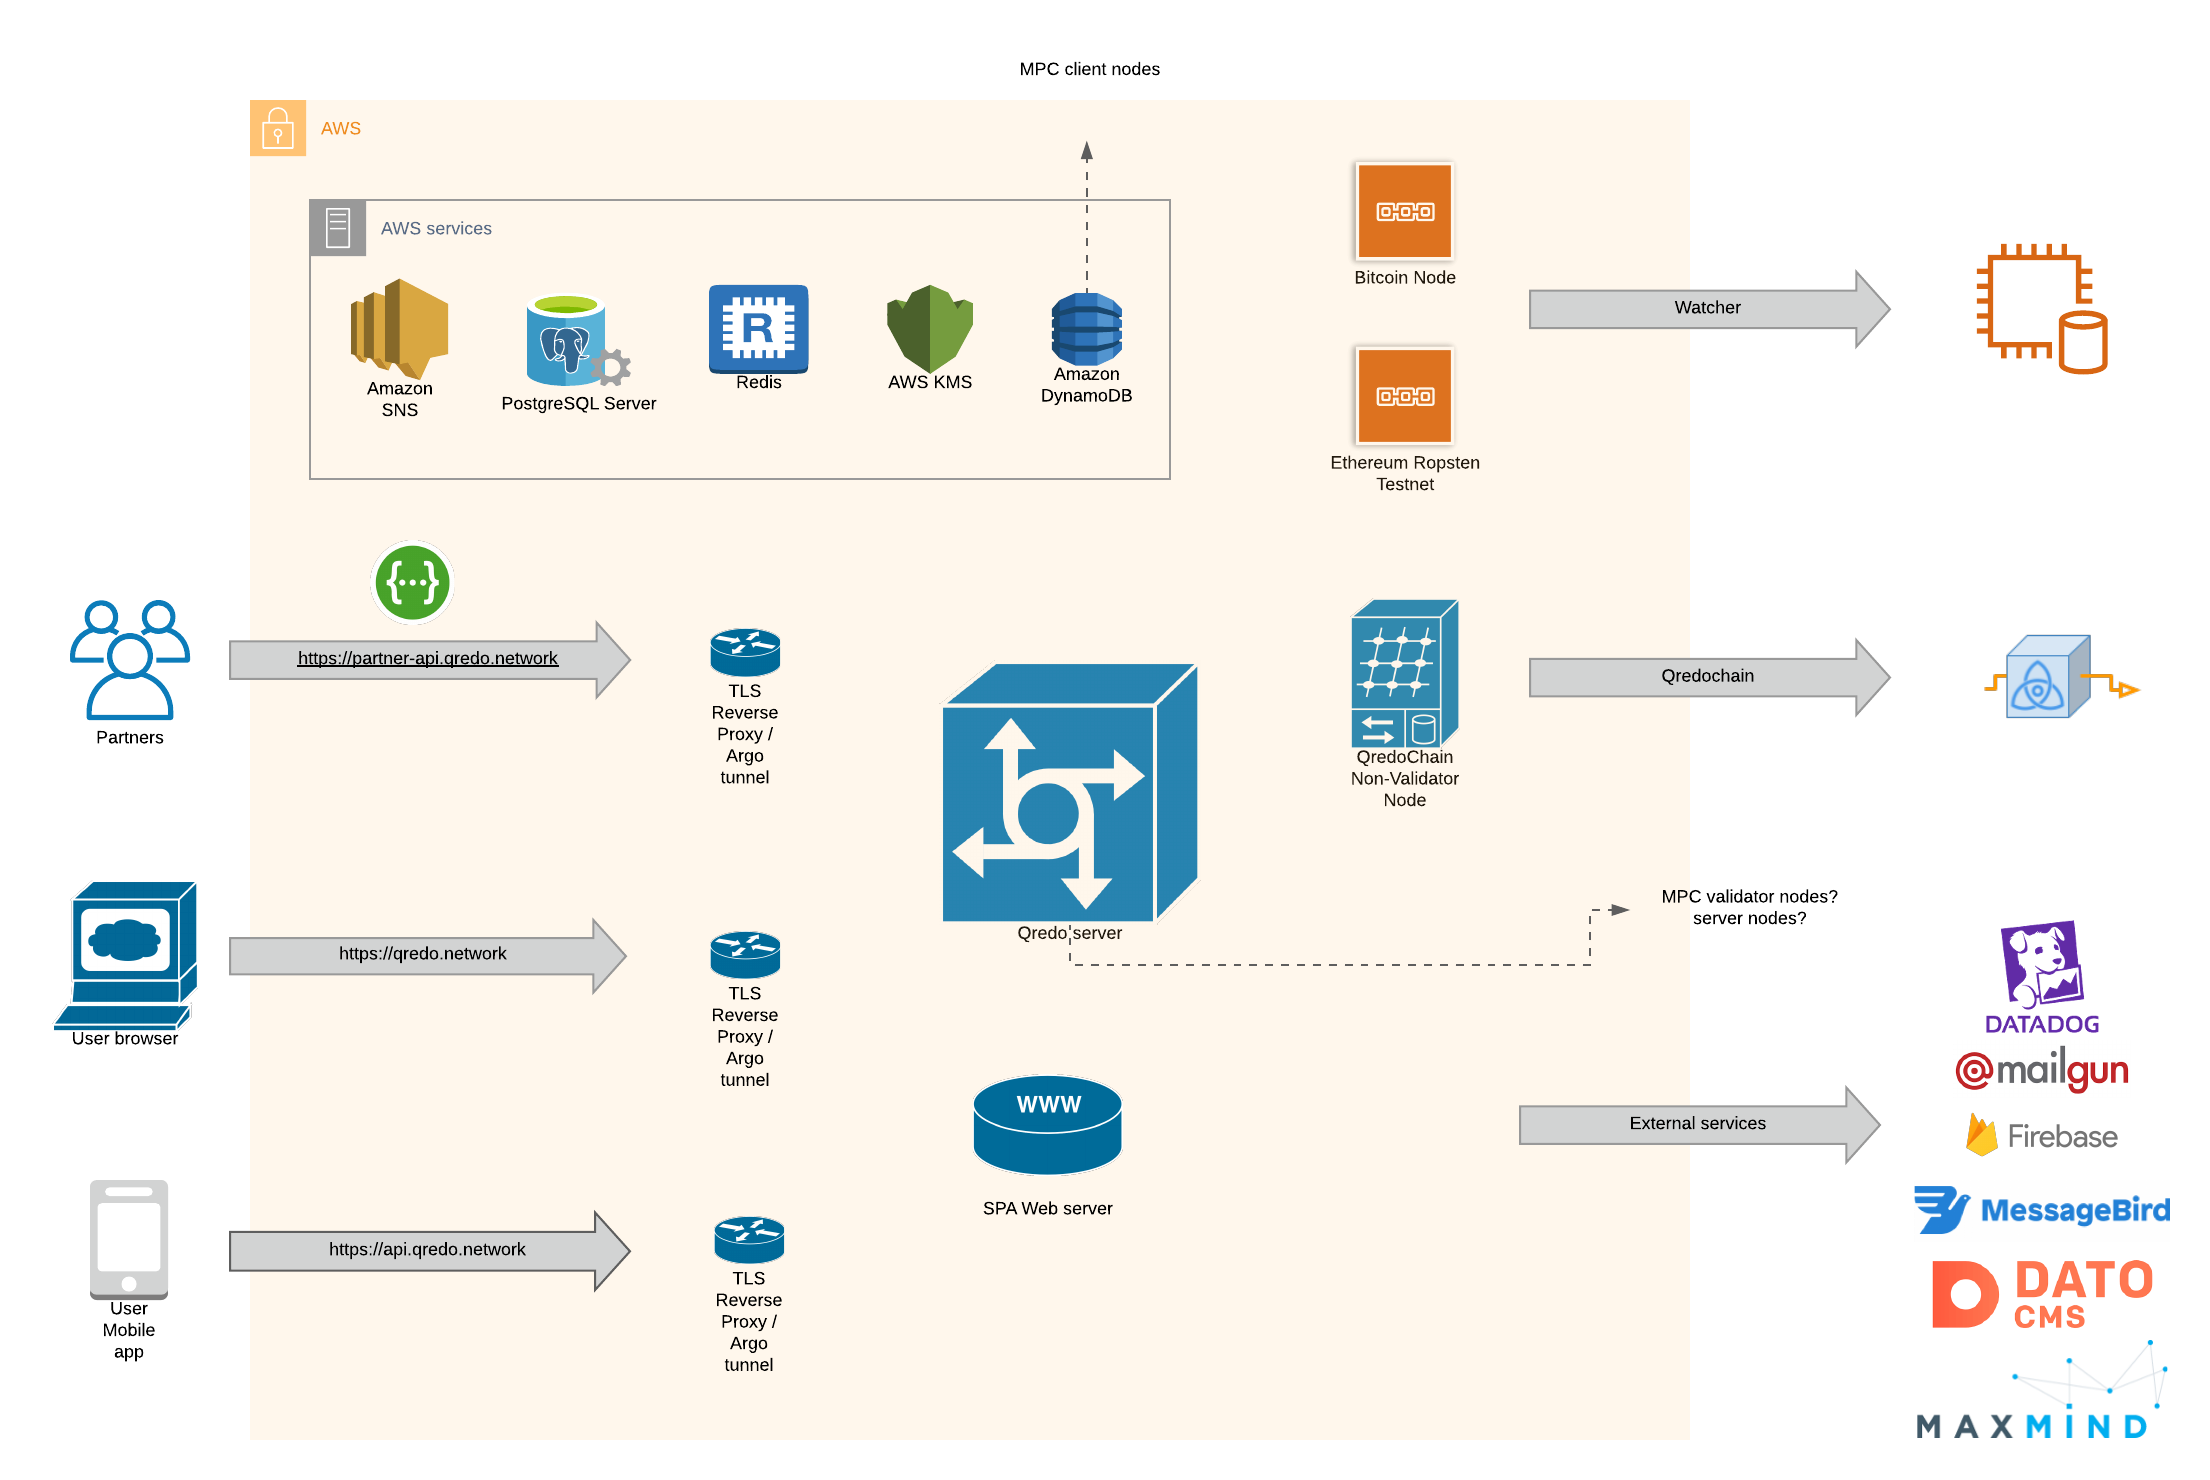 MPC client nodes
AWS
AWS services
Amazon
SNS
PostgreSQL Server
R
Redis
AWS KMS
Amazon
DynamoDB
Bitcoin Node
Ethereum Ropsten
Testnet
Watcher
{...}
https://partner-api.qredo.network
Partners
TLS
Reverse
Proxy /
Argo
tunnel
Qredo server
QredoChain
Non-Validator
Node
Qredochain
https://qredo.network
User browser
TLS
Reverse
Proxy /
Argo
tunnel
MPC validator nodes?
server nodes?
https://api.qredo.network
User
Mobile
app
TLS
Reverse
Proxy /
Argo
tunnel
WWW
SPA Web server
External services
DATADOG
@mailgun
Firebase
MessageBird
DATO
CMS
MAXMIND